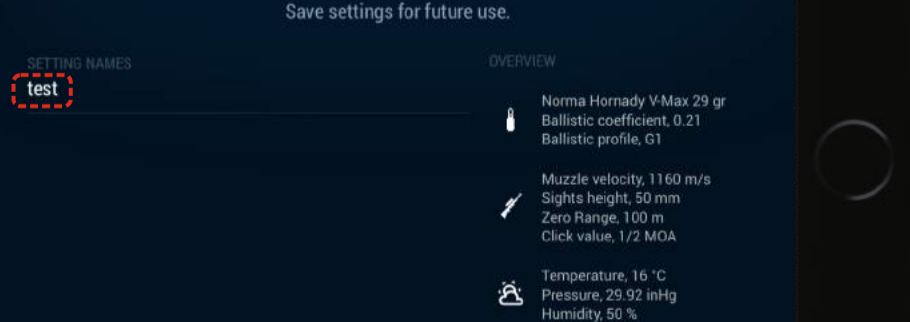 Save settings for future use.
SETTING NAMES
test
OVERVIEW
Norma Hornady V-Max 29 gr
Ballistic coefficient, 0.21
Ballistic profile, G1
Muzzle velocity, 1160 m/s
Sights height, 50 mm
Zero Range, 100 m
Click value, 1/2 MOA
Temperature, 16 °C
Pressure, 29.92 inHg
Humidity, 50 %